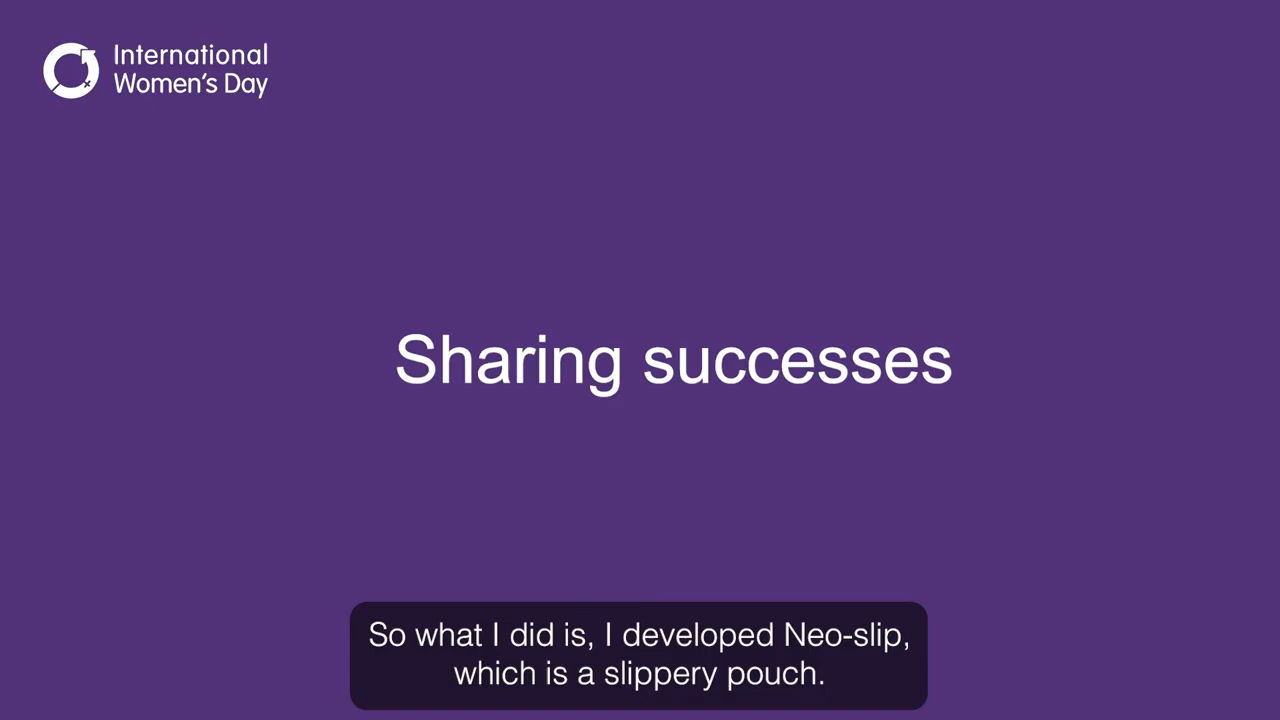 International
Women's Day
Sharing successes
So what I did is, I developed Neo-slip,
which is a slippery pouch.